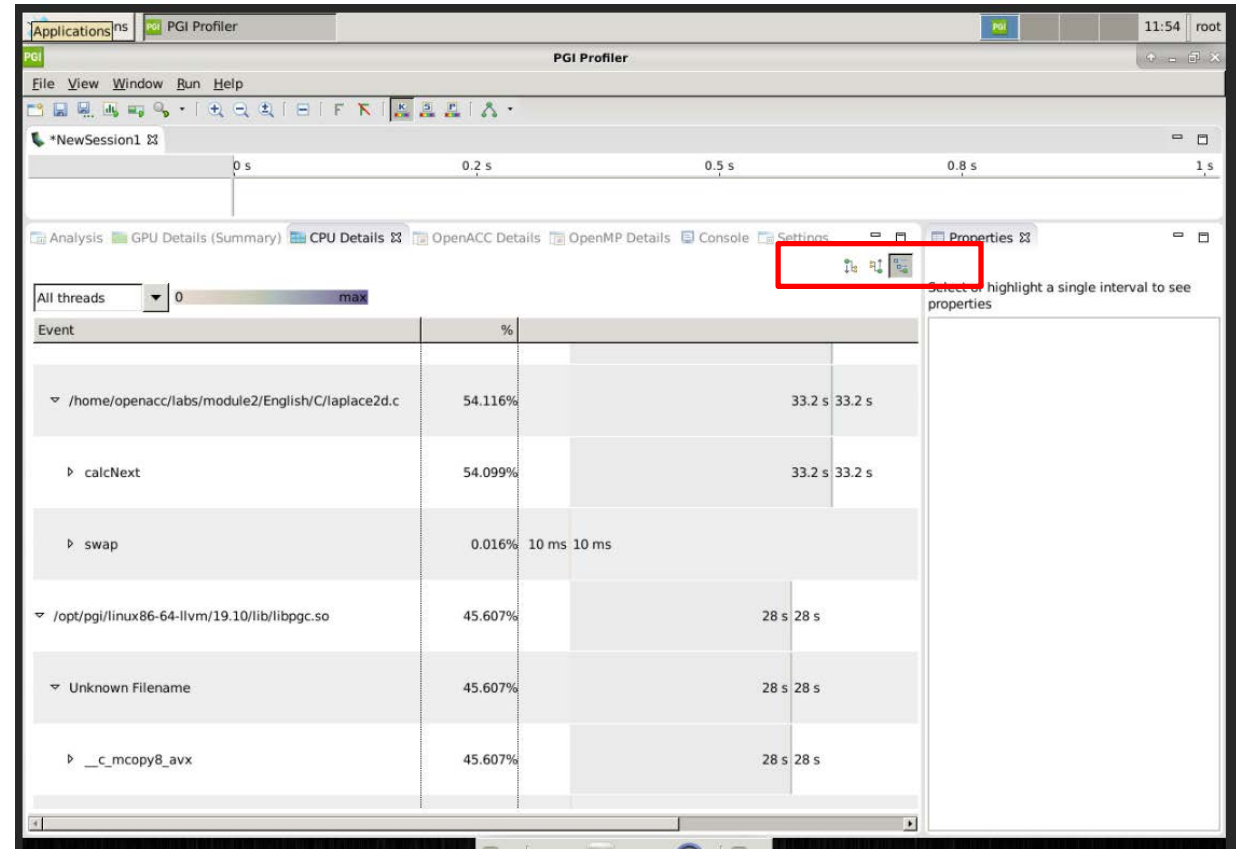 Applications ns PGI PGI Profiler PGI 11:54 root
PGI PGI Profiler
File View Window Run Help
F K K S P
*NewSession1
0 s 0.2 s 0.5 s 0.8 s 1 s
Analysis GPU Details (Summary) CPU Details OpenACC Details OpenMP Details Console Settings Properties
Select or highlight a single interval to see
properties
All threads 0 max
Event %
/home/openacc/labs/module2/English/C/laplace2d.c 54.116% 33.2 s 33.2 s
calcNext 54.099% 33.2 s 33.2 s
swap 0.016% 10 ms 10 ms
/opt/pgi/linux86-64-llvm/19.10/lib/libpgc.so 45.607% 28 s 28 s
Unknown Filename 45.607% 28 s 28 s
__c_mcopy8_avx 45.607% 28 s 28 s